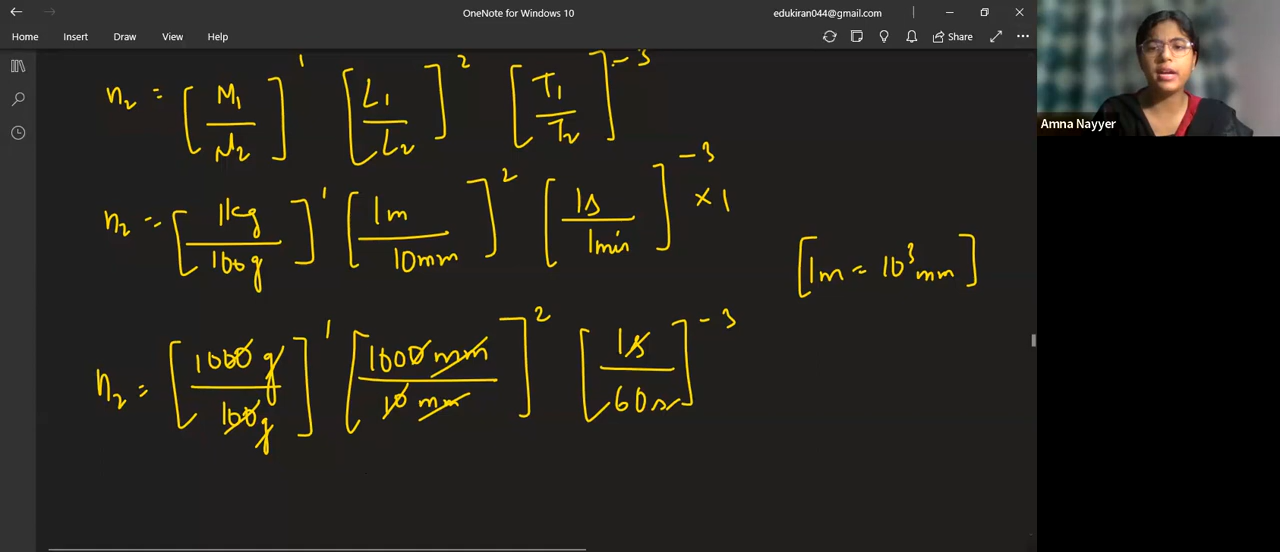 OneNote for Windows 10
edukiran044@gmail.com
Home Insert Draw View Help
Share
Amna Nayyer
n₂ = [M₁/M₂]¹ [L₁/L₂]² [T₁/T₂]⁻³
n₂ = [1kg/100g]¹ [1m/10mm]² [1s/1min]⁻³ × 1
[1m = 10³ mm]
n₂ = [1000 g/100g]¹ [1000 mm/10 mm]² [1s/60s]⁻³